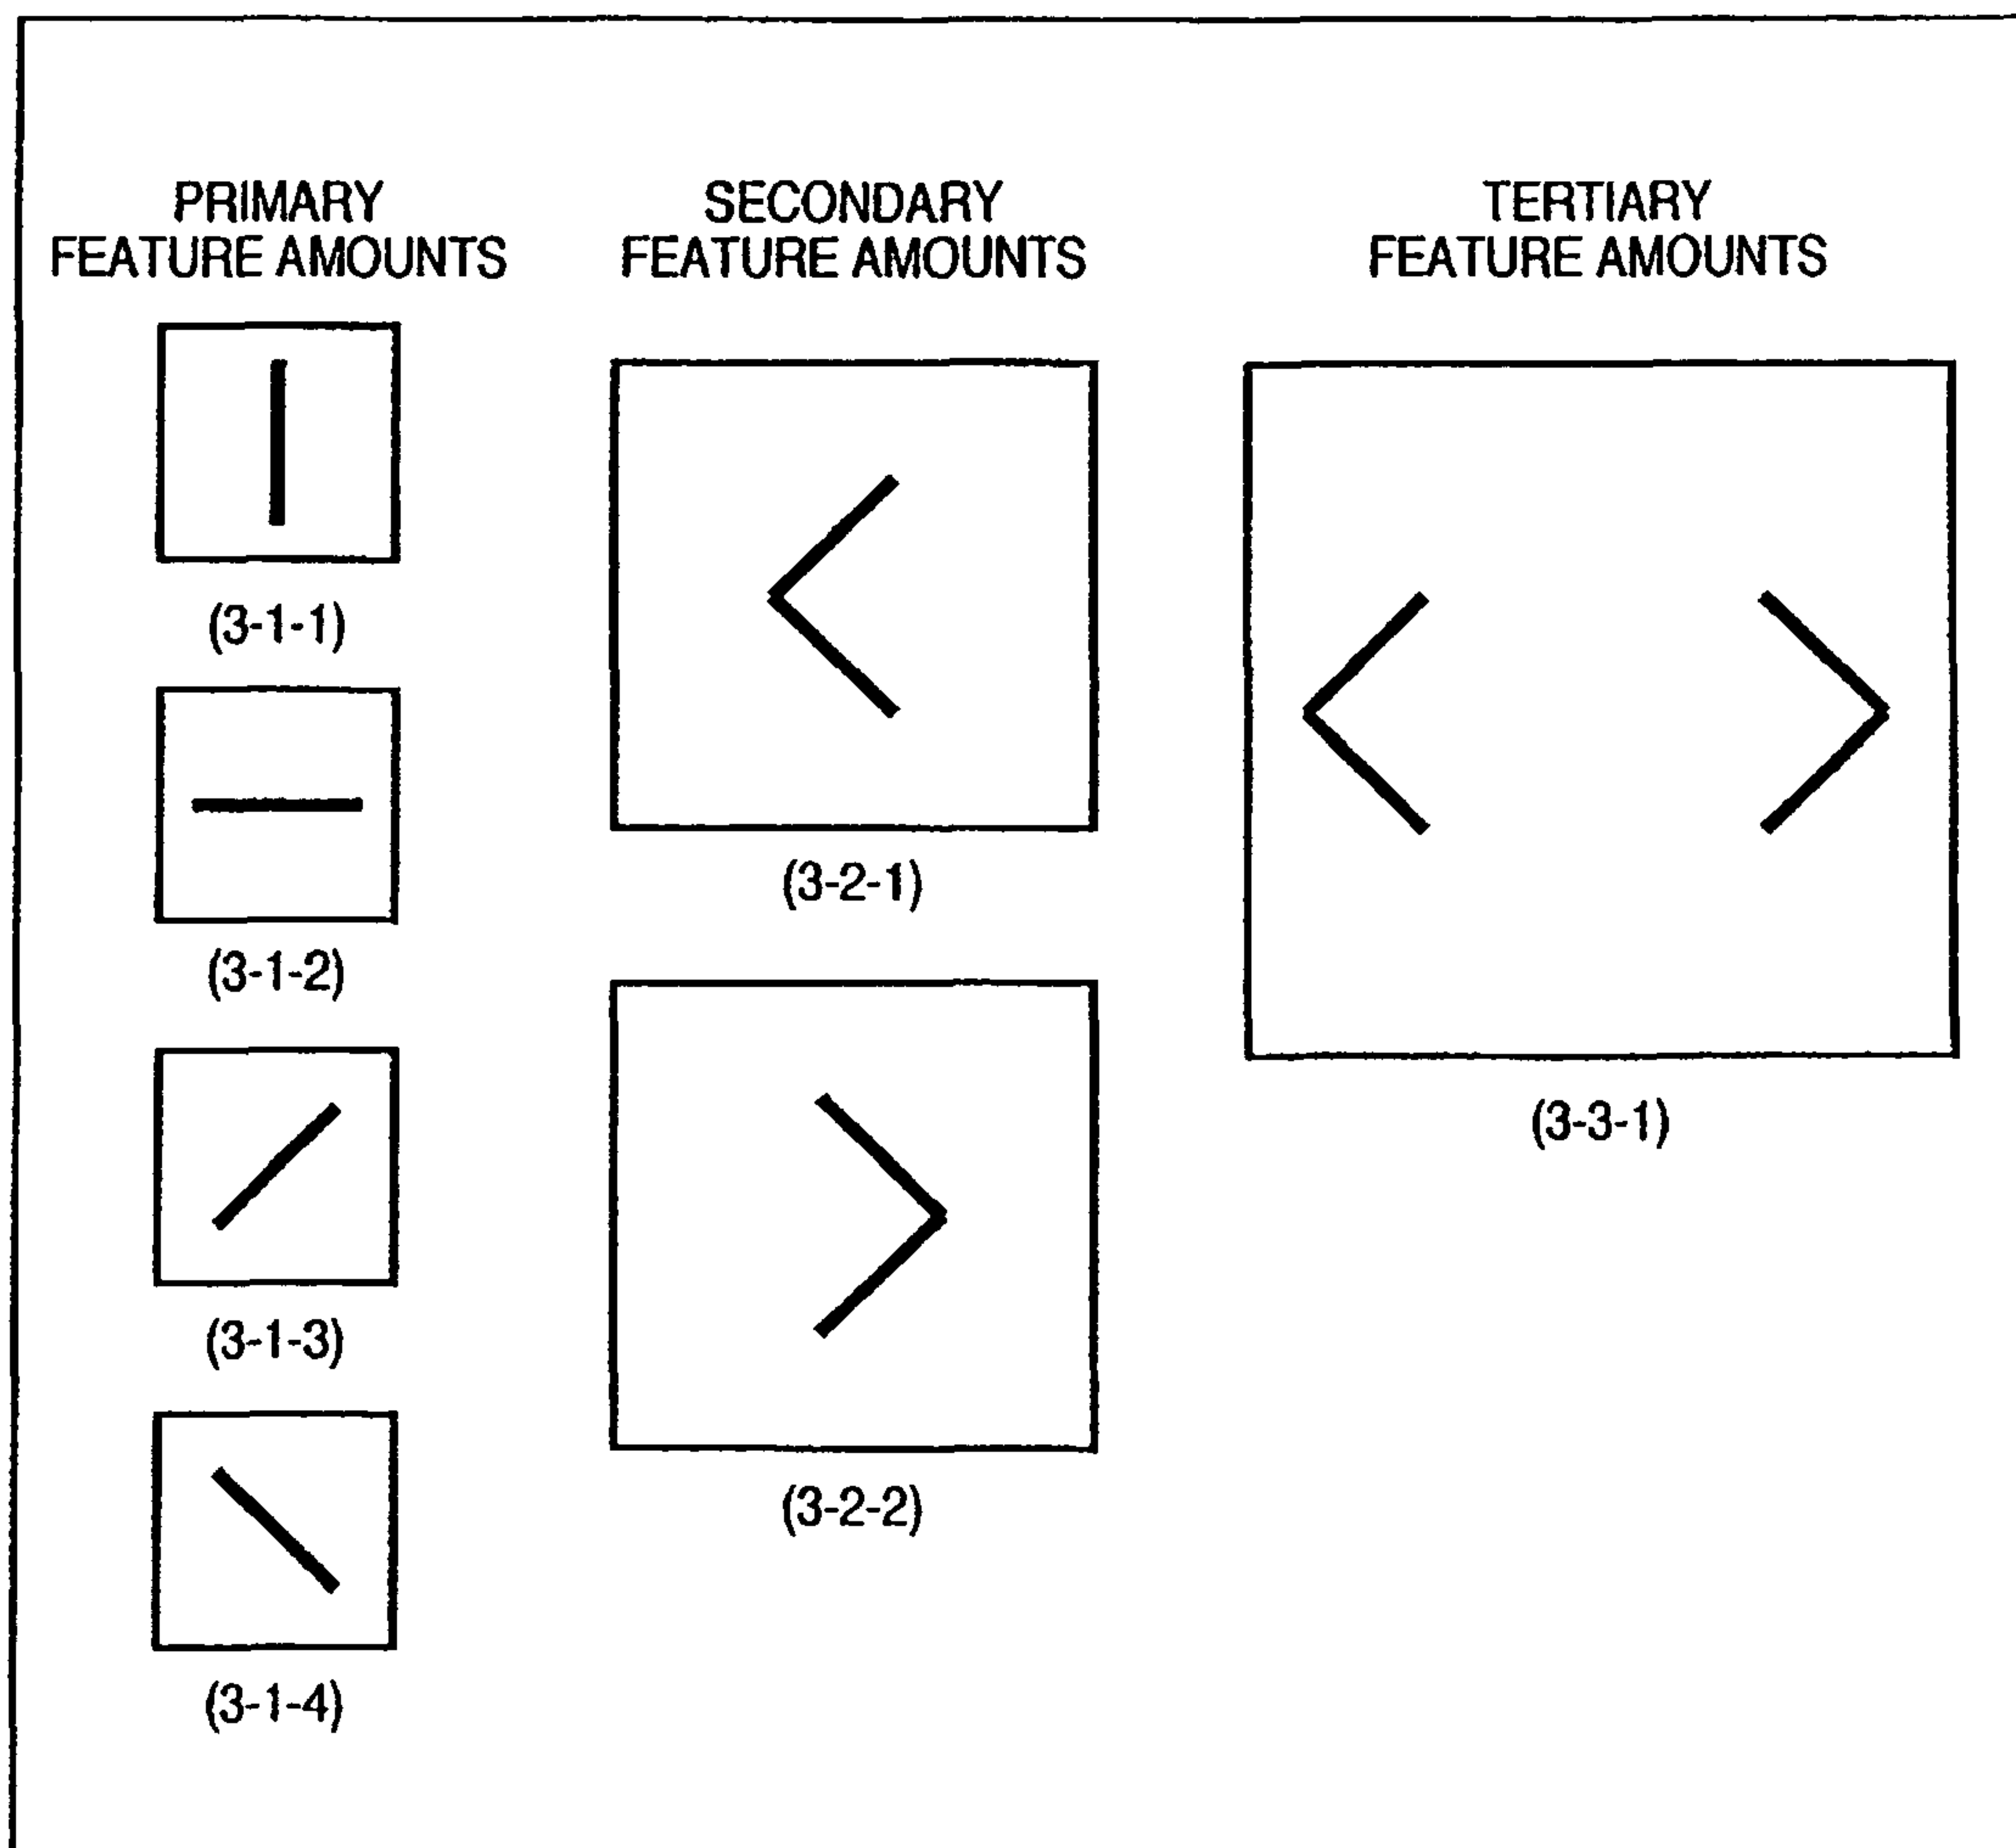 PRIMARY
FEATURE AMOUNTS
(3-1-1)
(3-1-2)
(3-1-3)
(3-1-4)
SECONDARY
FEATURE AMOUNTS
(3-2-1)
(3-2-2)
TERTIARY
FEATURE AMOUNTS
(3-3-1)